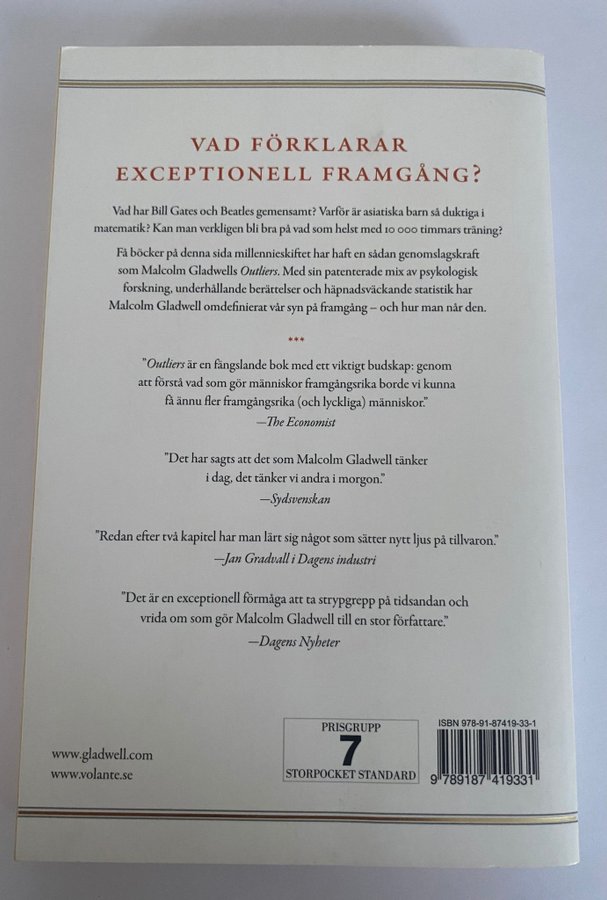 VAD FÖRKLARAR
EXCEPTIONELL FRAMGÅNG?
Vad har Bill Gates och Beatles gemensamt? Varför är asiatiska barn så duktiga i
matematik? Kan man verkligen bli bra på vad som helst med 10 000 timmars träning?
Få böcker på denna sida millennieskiftet har haft en sådan genomslagskraft
som Malcolm Gladwells Outliers. Med sin patenterade mix av psykologisk
forskning, underhållande berättelser och häpnadsväckande statistik har
Malcolm Gladwell omdefinierat vår syn på framgång – och hur man når den.
***
”Outliers är en fängslande bok med ett viktigt budskap: genom
att förstå vad som gör människor framgångsrika borde vi kunna
få ännu fler framgångsrika (och lyckliga) människor.”
—The Economist
”Det har sagts att det som Malcolm Gladwell tänker
i dag, det tänker vi andra i morgon.”
—Sydsvenskan
”Redan efter två kapitel har man lärt sig något som sätter nytt ljus på tillvaron.”
—Jan Gradvall i Dagens industri
”Det är en exceptionell förmåga att ta strypgrepp på tidsandan och
vrida om som gör Malcolm Gladwell till en stor författare.”
—Dagens Nyheter
www.gladwell.com
www.volante.se
PRISGRUPP
7
STORPOCKET STANDARD
ISBN 978-91-87419-33-1
9 789187 419331